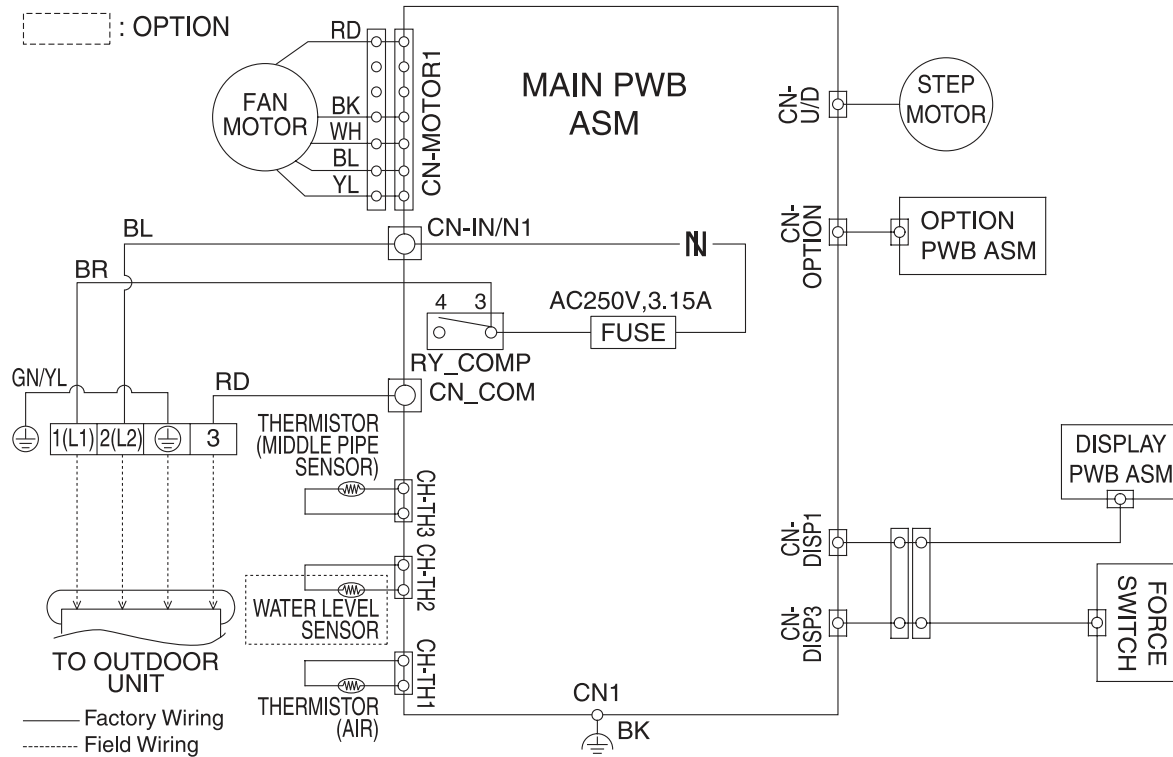 : OPTION
RD
FAN
MOTOR
BK
WH
BL
YL
CN-MOTOR1
MAIN PWB
ASM
CN-
U/D
STEP
MOTOR
CN-
OPTION
OPTION
PWB ASM
BL
CN-IN/N1
N
BR
4 3
AC250V,3.15A
FUSE
RY_COMP
GN/YL
RD
CN_COM
1(L1) 2(L2) 3
THERMISTOR
(MIDDLE PIPE
SENSOR)
CH-TH3
CH-TH2
WATER LEVEL
SENSOR
CH-TH1
THERMISTOR
(AIR)
TO OUTDOOR
UNIT
Factory Wiring
Field Wiring
CN1
BK
CN-
DISP1
DISPLAY
PWB ASM
CN-
DISP3
FORCE
SWITCH